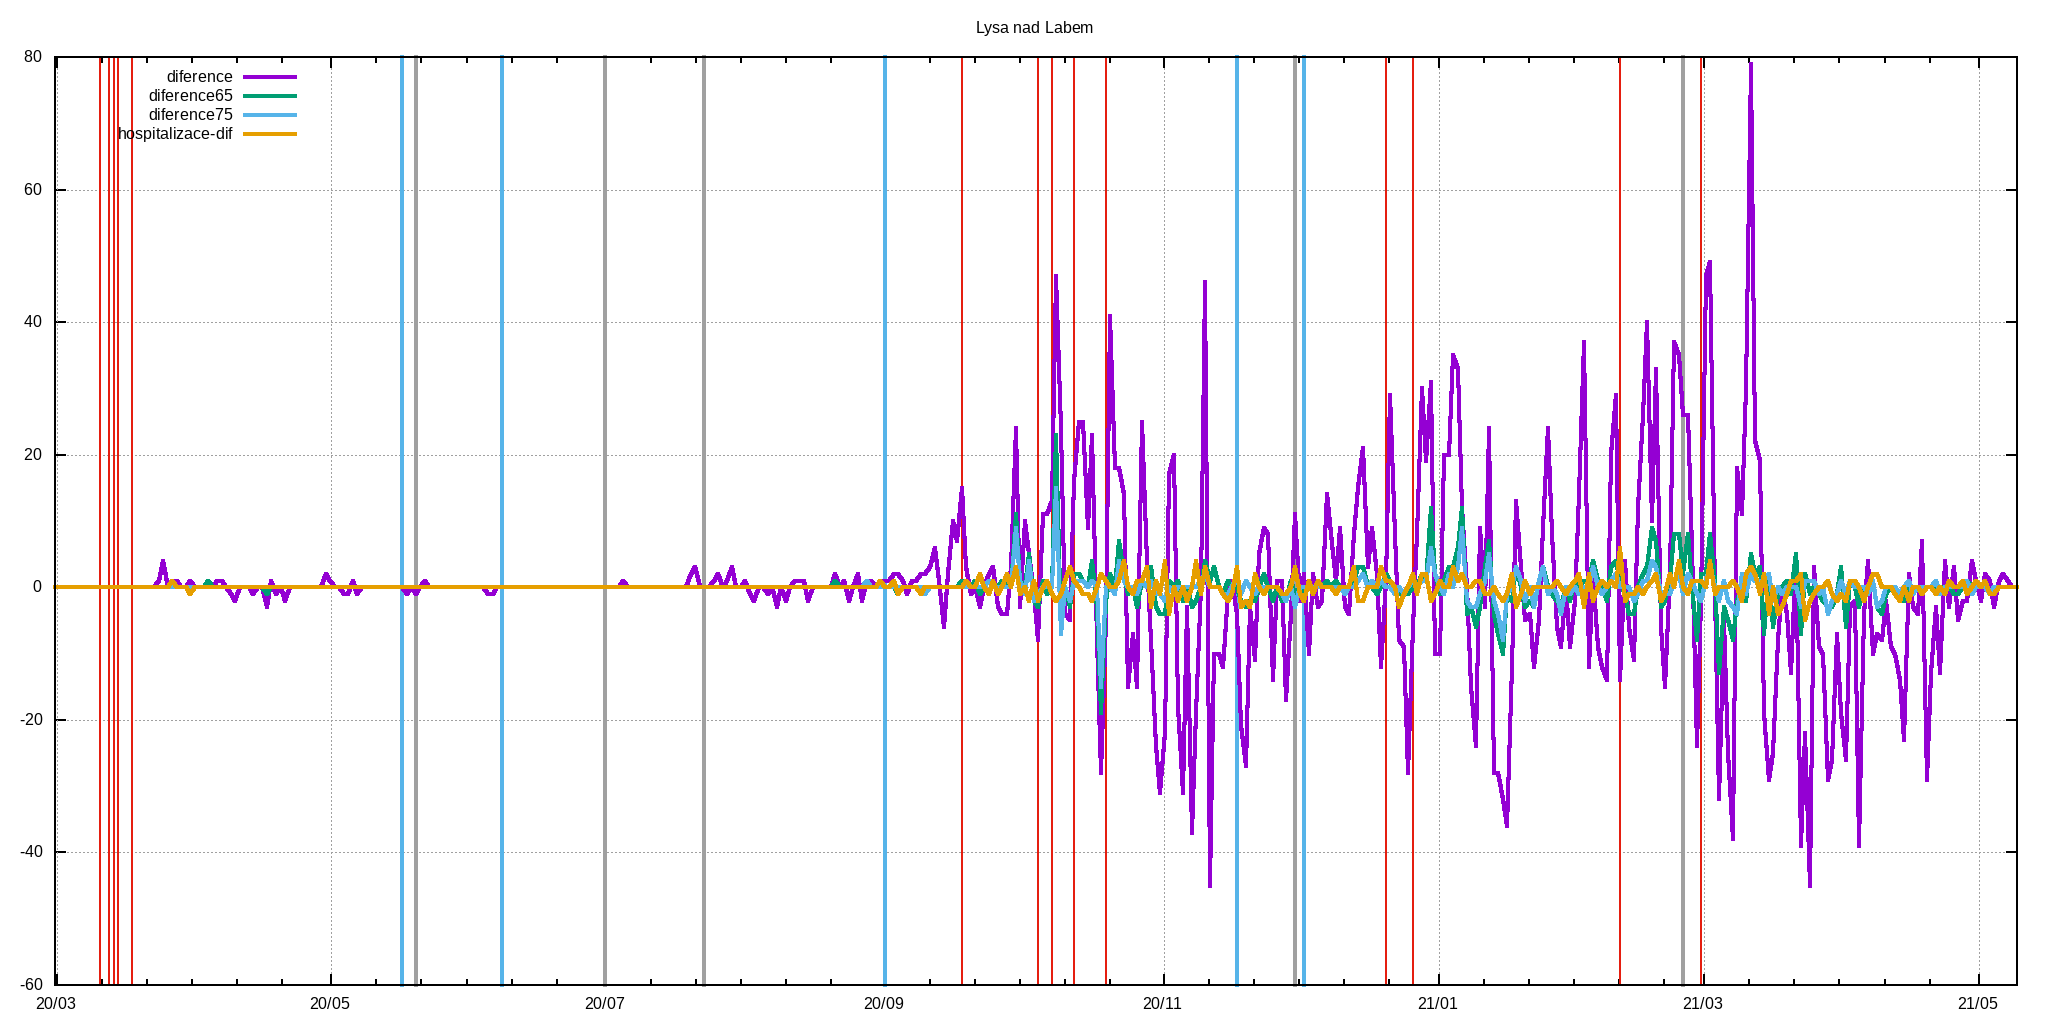 Lysa nad Labem
80
diference
diference65
diference75
hospitalizace-dif
60
40
20
0
-20
-40
-60
20/03 20/05 20/07 20/09 20/11 21/01 21/03 21/05